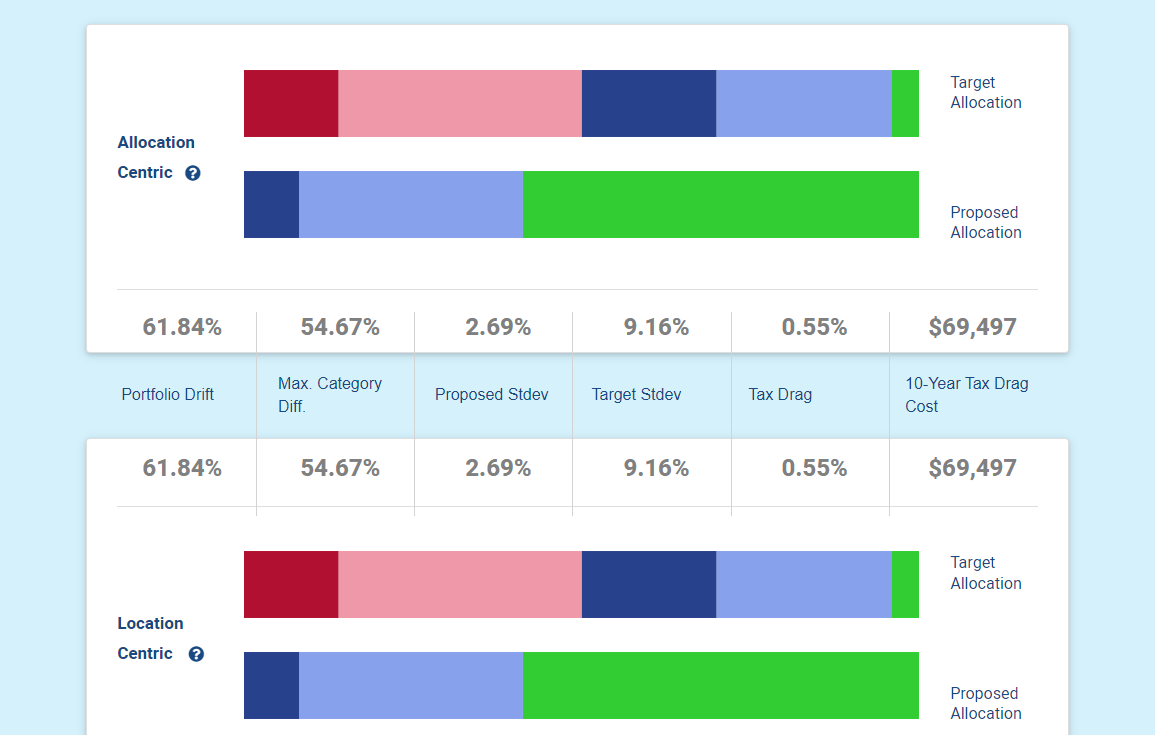 Target
Allocation
Allocation
Centric ?
Proposed
Allocation
61.84% 54.67% 2.69% 9.16% 0.55% $69,497
Portfolio Drift
Max. Category
Diff.
Proposed Stdev
Target Stdev
Tax Drag
10-Year Tax Drag
Cost
61.84% 54.67% 2.69% 9.16% 0.55% $69,497
Target
Allocation
Location
Centric ?
Proposed
Allocation